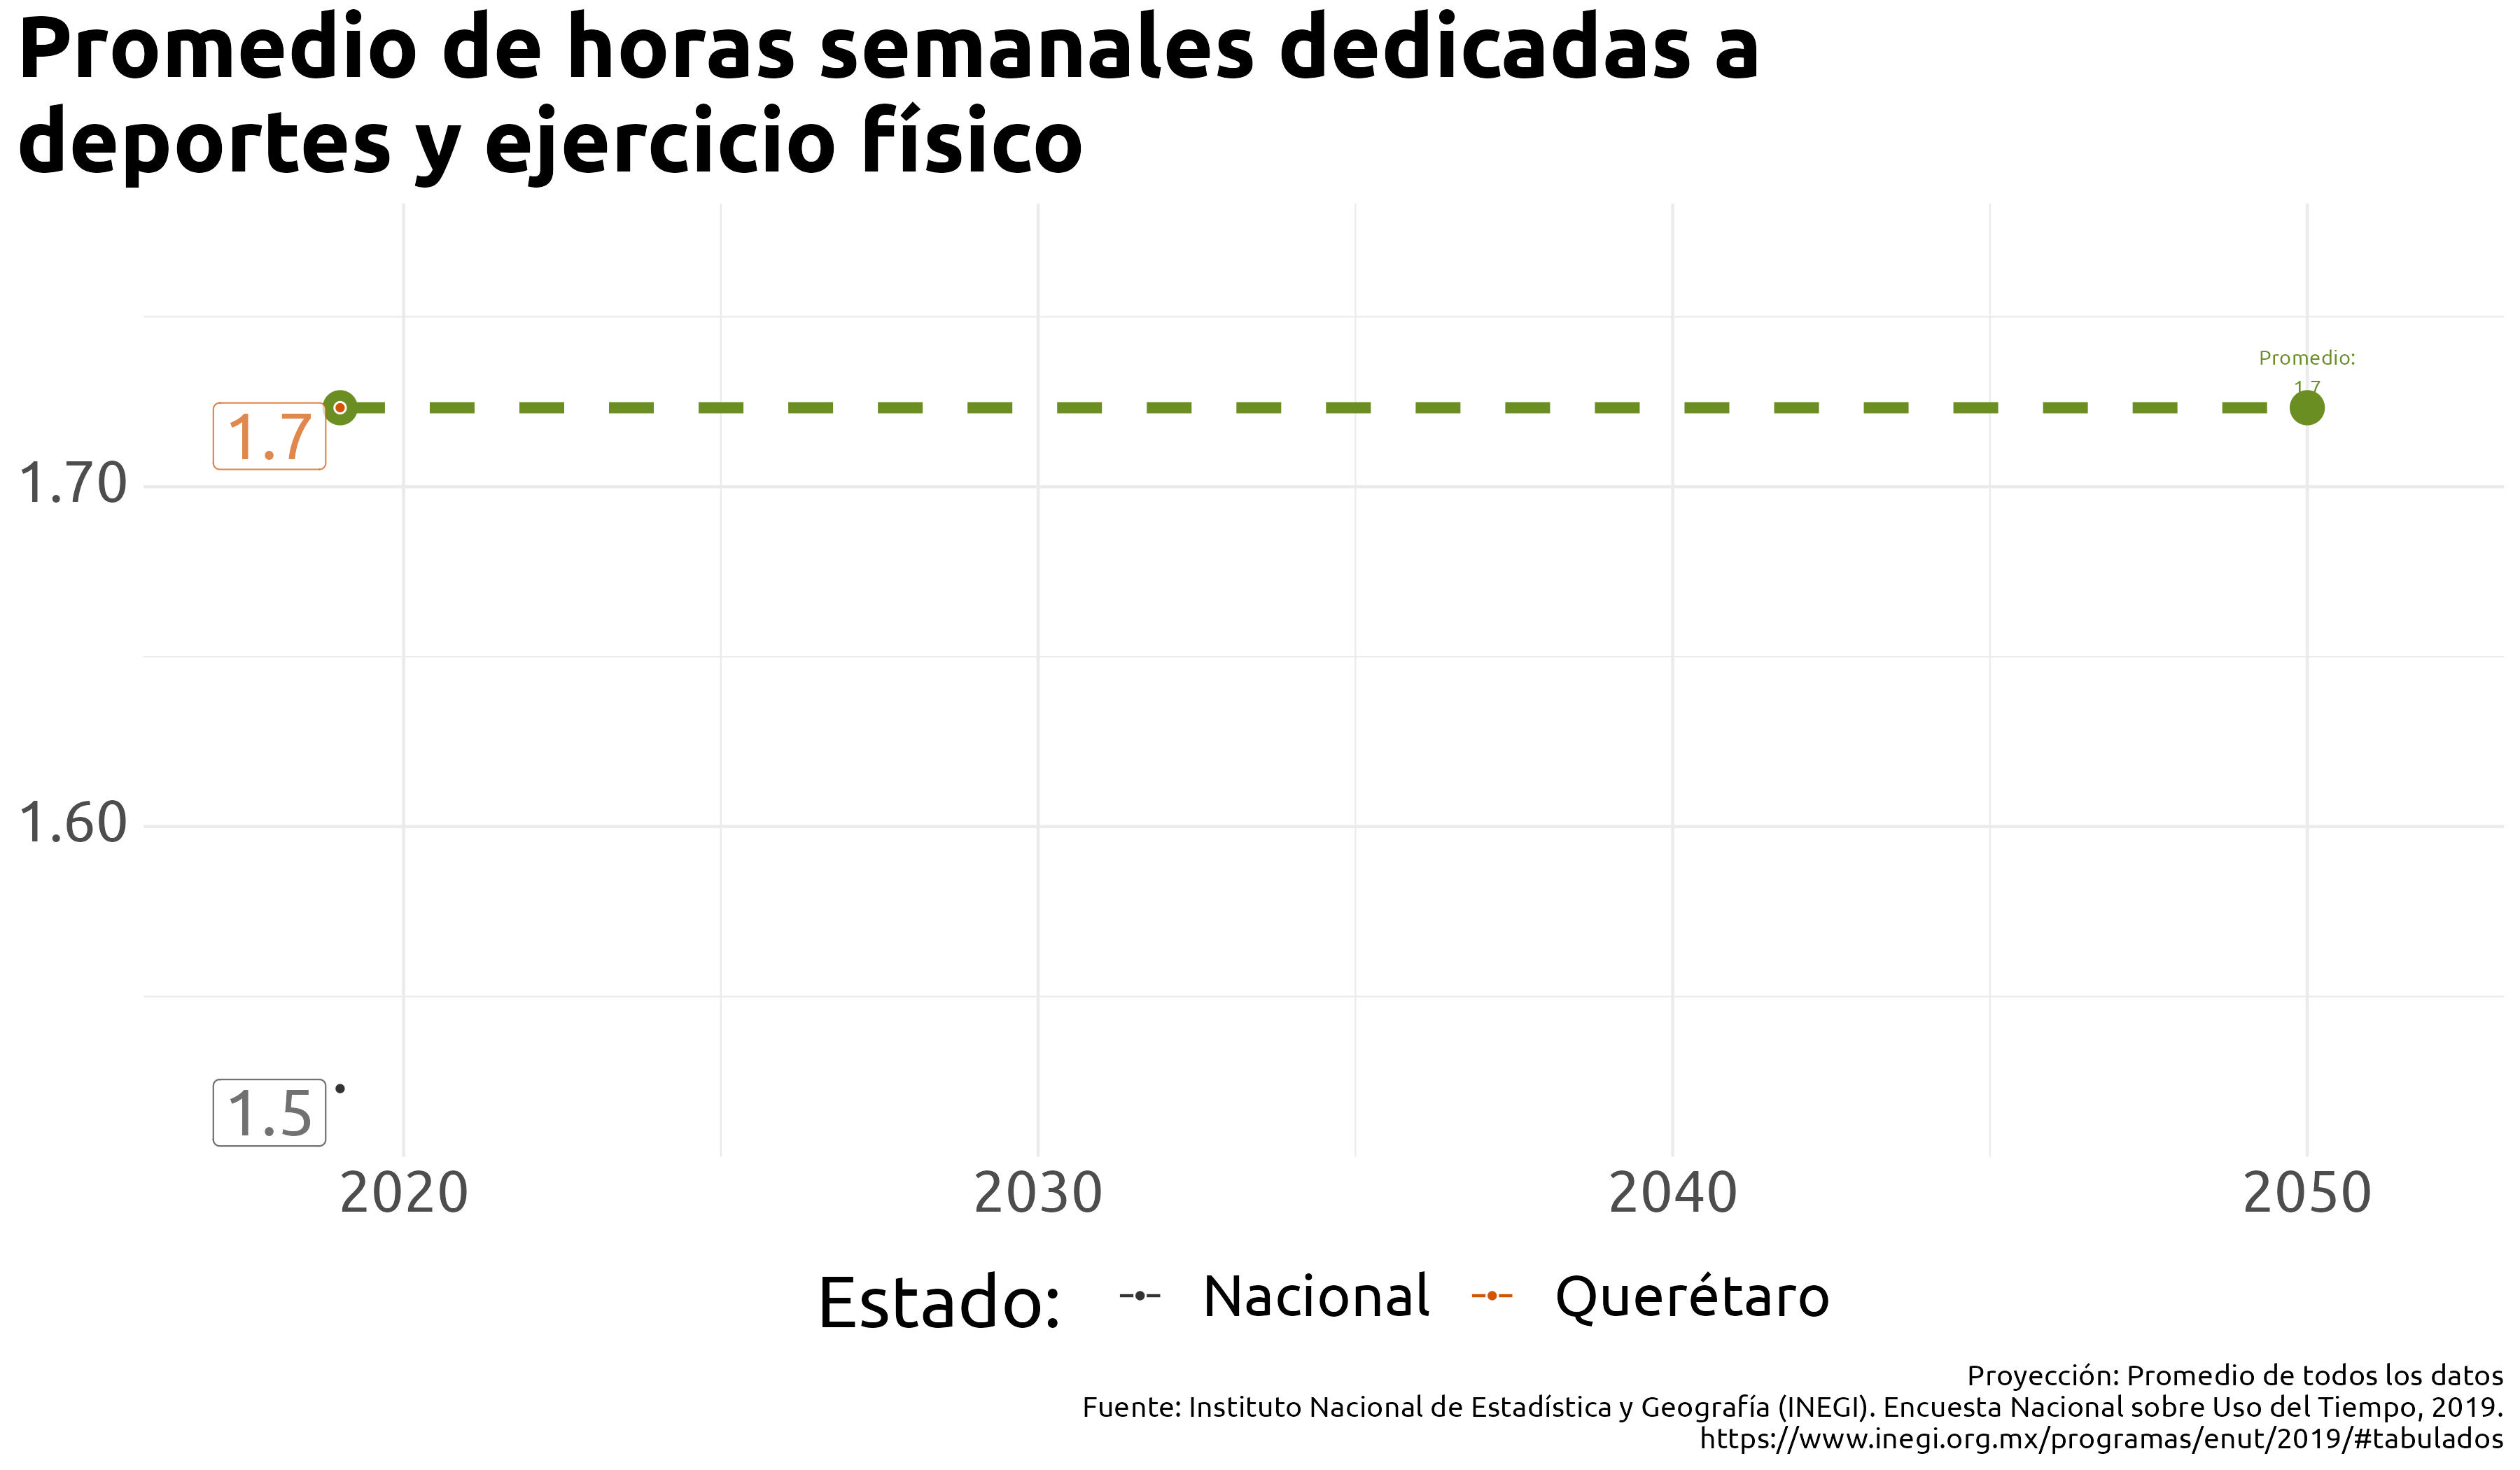 Promedio de horas semanales dedicadas a
deportes y ejercicio físico
Promedio:
1.7
1.7
1.70
1.60
1.5
2020 2030 2040 2050
Estado: Nacional Querétaro
Proyección: Promedio de todos los datos
Fuente: Instituto Nacional de Estadística y Geografía (INEGI). Encuesta Nacional sobre Uso del Tiempo, 2019.
https://www.inegi.org.mx/programas/enut/2019/#tabulados